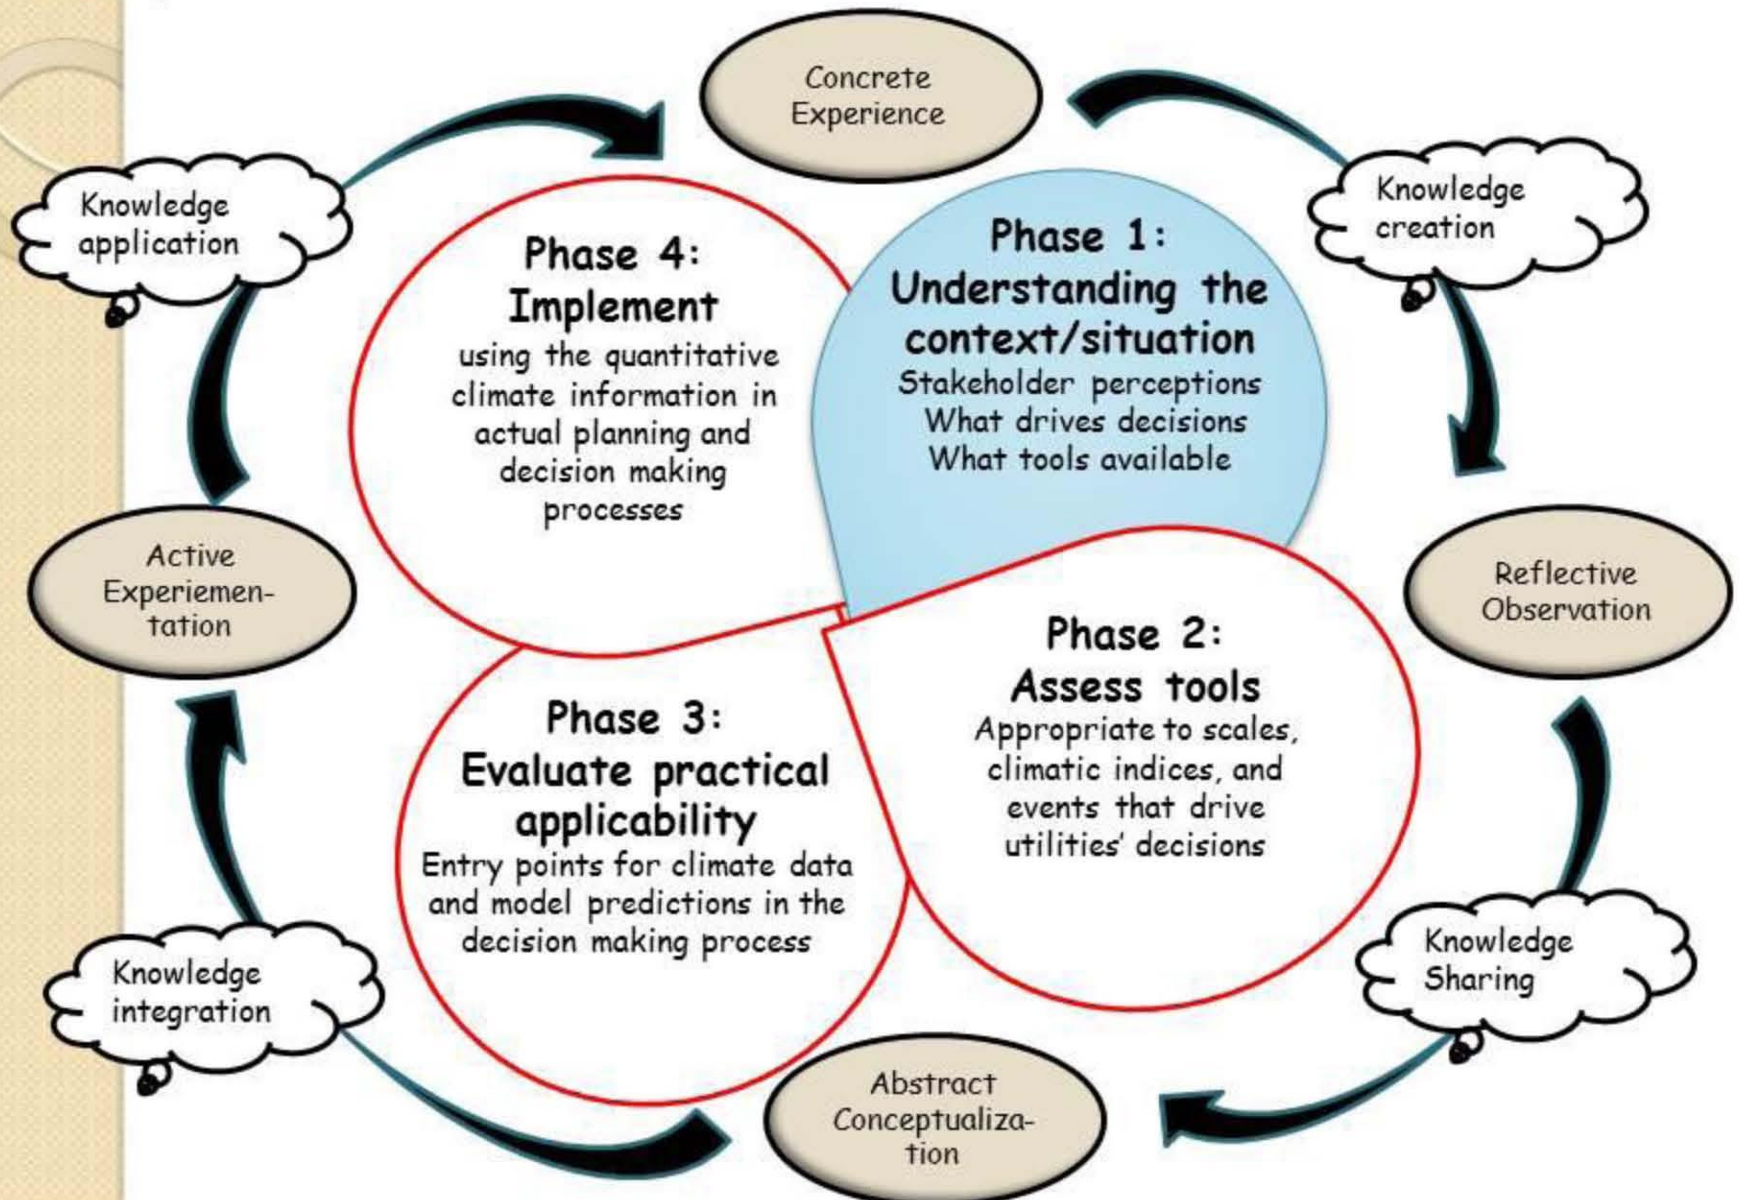 Concrete
Experience
Knowledge
creation
Knowledge
application
Phase 4:
Implement
using the quantitative
climate information in
actual planning and
decision making
processes
Phase 1:
Understanding the
context/situation
Stakeholder perceptions
What drives decisions
What tools available
Active
Experiemen-
tation
Reflective
Observation
Phase 2:
Assess tools
Appropriate to scales,
climatic indices, and
events that drive
utilities' decisions
Phase 3:
Evaluate practical
applicability
Entry points for climate data
and model predictions in the
decision making process
Knowledge
integration
Knowledge
Sharing
Abstract
Conceptualiza-
tion